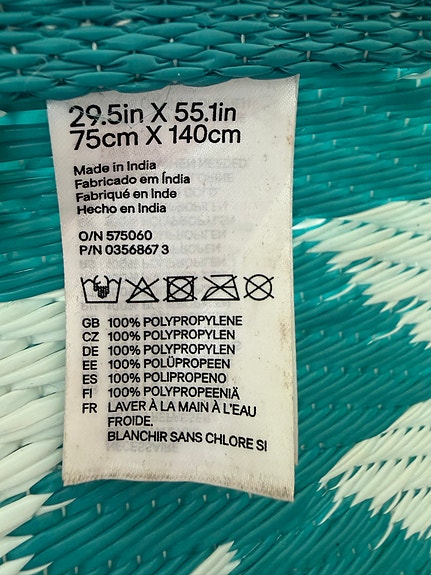 29.5in X 55.1in
75cm X 140cm
Made in India
Fabricado em Índia
Fabriqué en Inde
Hecho en India
O/N 575060
P/N 0356867 3
GB 100% POLYPROPYLENE
CZ 100% POLYPROPYLEN
DE 100% POLYPROPYLEN
EE 100% POLÜPROPEEN
ES 100% POLIPROPENO
FI 100% POLYPROPEENIÄ
FR LAVER À LA MAIN À L'EAU
FROIDE.
BLANCHIR SANS CHLORE SI